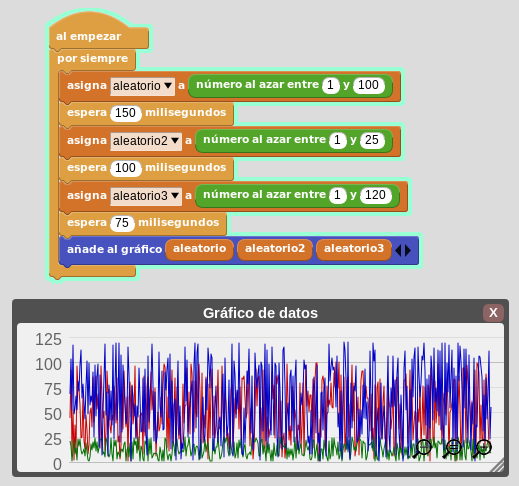 al empezar
por siempre
asigna aleatorio a número al azar entre 1 y 100
espera 150 milisegundos
asigna aleatorio2 a número al azar entre 1 y 25
espera 100 milisegundos
asigna aleatorio3 a número al azar entre 1 y 120
espera 75 milisegundos
añade al gráfico aleatorio aleatorio2 aleatorio3
Gráfico de datos X
125
100
75
50
25
0